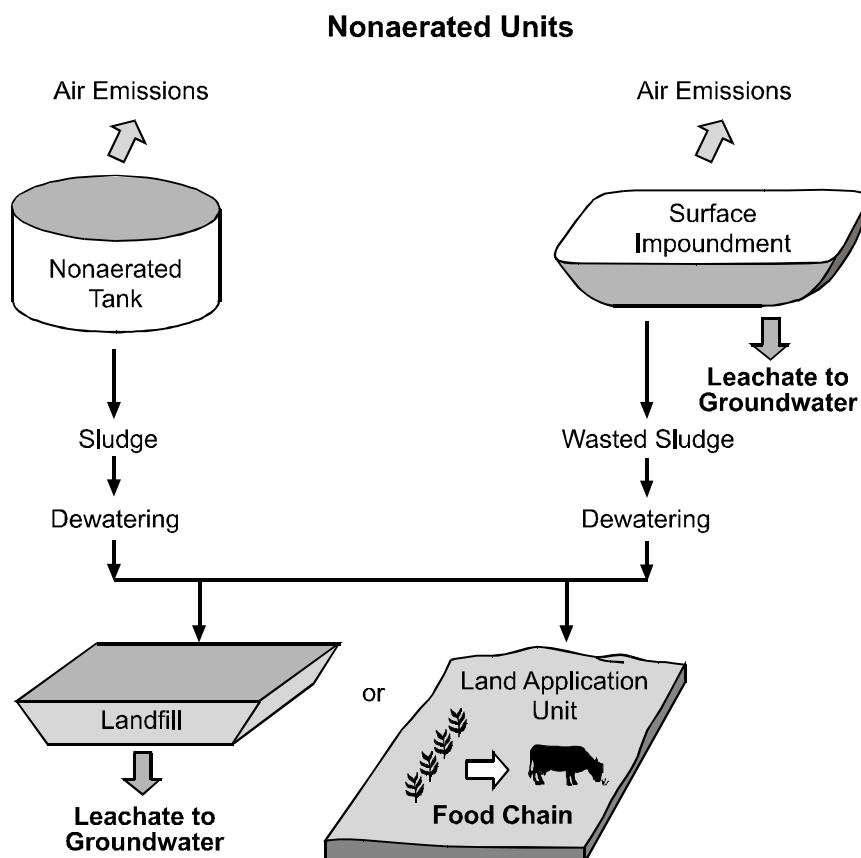 Nonaerated Units
Air Emissions
Air Emissions
Nonaerated
Tank
Surface
Impoundment
Leachate to
Groundwater
Sludge
Wasted Sludge
Dewatering
Dewatering
Landfill
or
Land Application
Unit
Food Chain
Leachate to
Groundwater